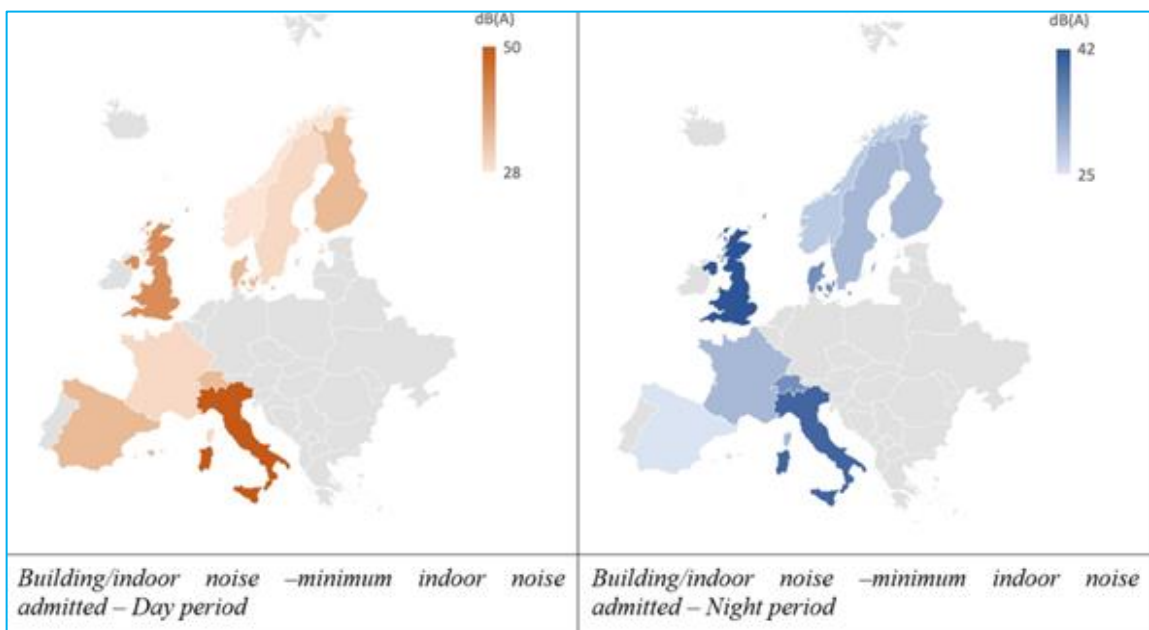 dB(A)
50
28
dB(A)
42
25
Building/indoor noise –minimum indoor noise
admitted – Day period
Building/indoor noise –minimum indoor noise
admitted – Night period